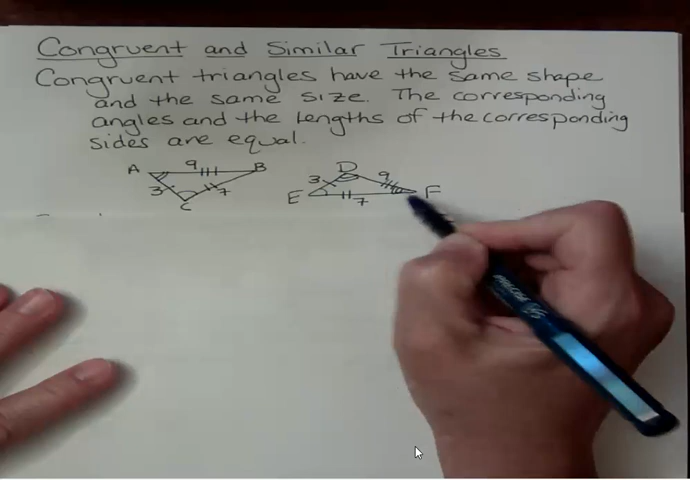 Congruent and Similar Triangles
Congruent triangles have the same shape
and the same size. The corresponding
angles and the lengths of the corresponding
sides are equal.
A 9 B
3 7
C
D
3 9
E 7 F